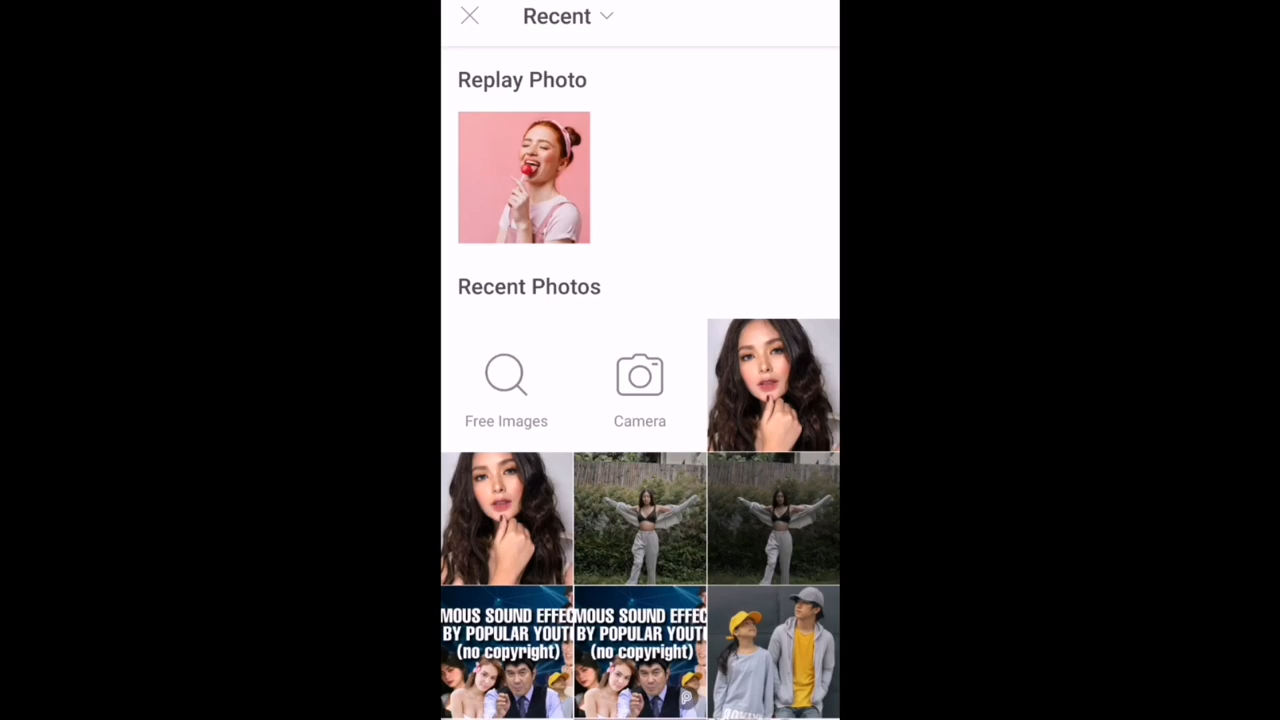 Recent
Replay Photo
Recent Photos
Free Images
Camera
MOUS SOUND EFFEC
BY POPULAR YOUT
(no copyright)
MOUS SOUND EFFEC
BY POPULAR YOUT
(no copyright)